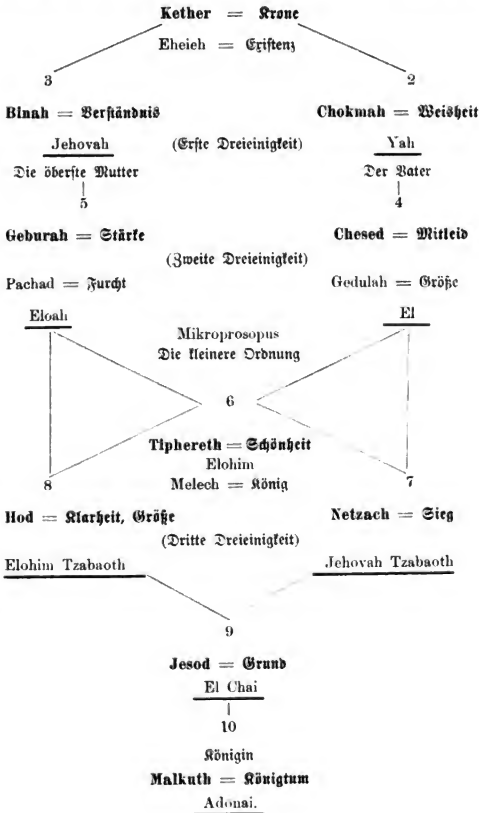 Kether = Krone
Eheieh = Existenz
3 2
Binah = Verständnis Chokmah = Weisheit
Jehovah (Erste Dreieinigkeit) Yah
Die öberste Mutter Der Vater
5 4
Geburah = Stärke Chesed = Mitleid
(Zweite Dreieinigkeit)
Pachad = Furcht Gedulah = Größe
Eloah El
Mikroprosopus
Die kleinere Ordnung
6
Tiphereth = Schönheit
Elohim
8 Melech = König 7
Hod = Klarheit, Größe Netzach = Sieg
(Dritte Dreieinigkeit)
Elohim Tzabaoth Jehovah Tzabaoth
9
Jesod = Grund
El Chai
10
Königin
Malkuth = Königtum
Adonai.